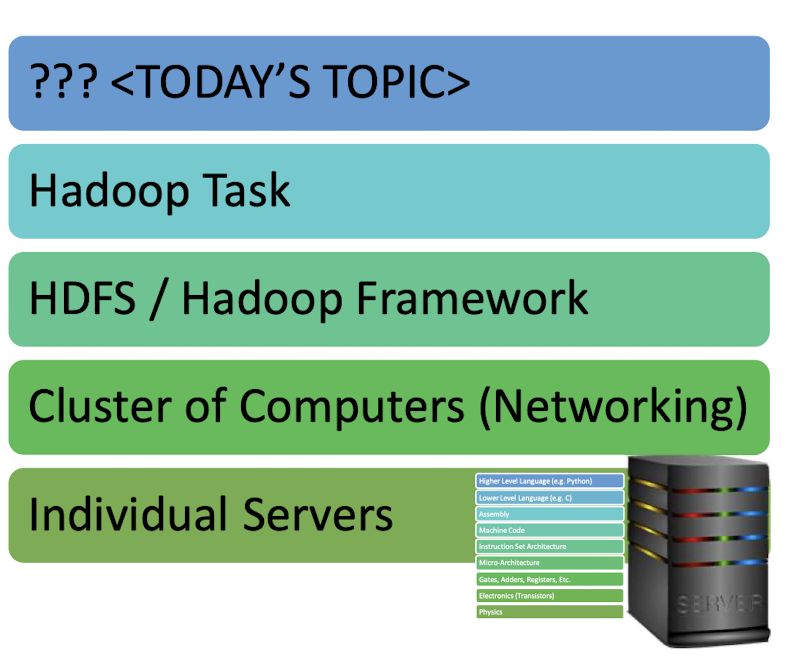 ??? <TODAY’S TOPIC>
Hadoop Task
HDFS / Hadoop Framework
Cluster of Computers (Networking)
Individual Servers
Higher Level Language (e.g. Python)
Lower Level Language (e.g. C)
Assembly
Machine Code
Instruction Set Architecture
Micro-Architecture
Gates, Adders, Registers, Etc.
Electronics (Transistors)
Physics
SERVER